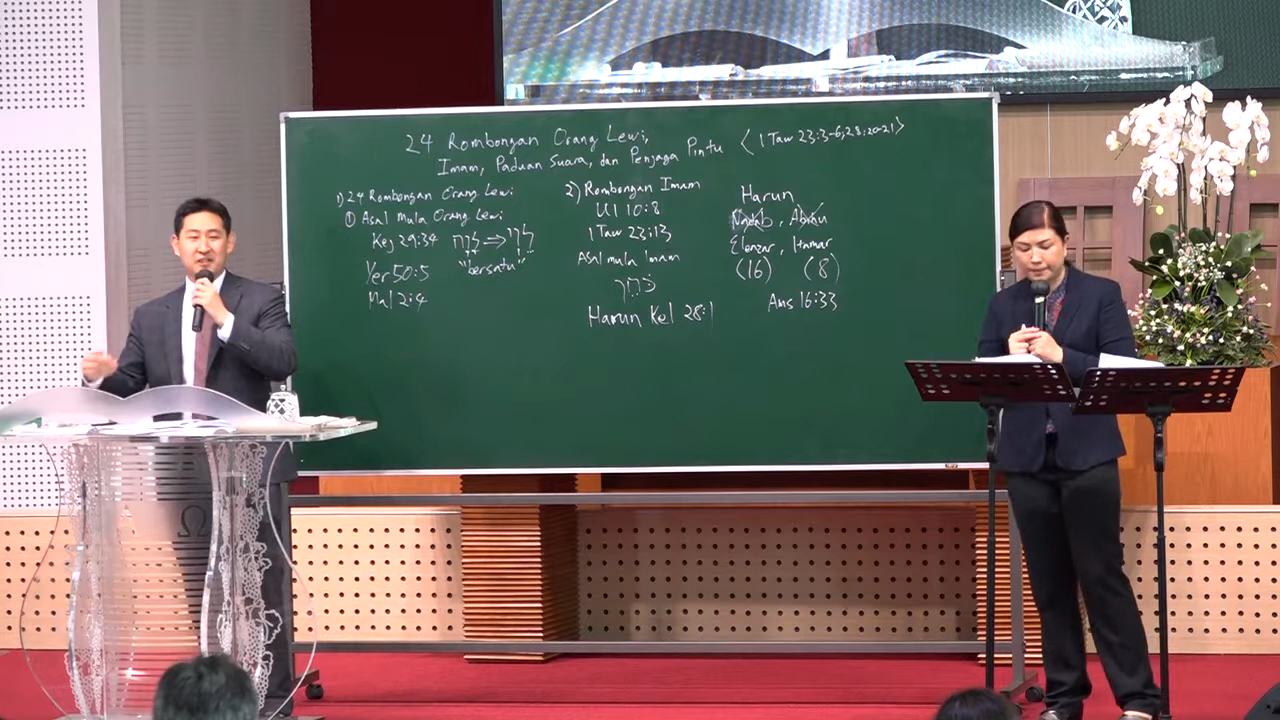 24 Rombongan Orang Lewi,
Imam, Paduan Suara, dan Penjaga Pintu <1 Taw 23:3-6, 28:20-21>
1) 24 Rombongan Orang Lewi
① Asal Mula Orang Lewi
Kej 29:34 לוה ⇒ לוי
"bersatu"
Yer 50:5
Mal 2:4
2) Rombongan Imam
Ul 10:8
1 Taw 23:13
Asal mula imam
כהן
Harun Kel 28:1
Harun
Nadab, Abihu
Eleazar, Itamar
(16) (8)
Ams 16:33
Ω